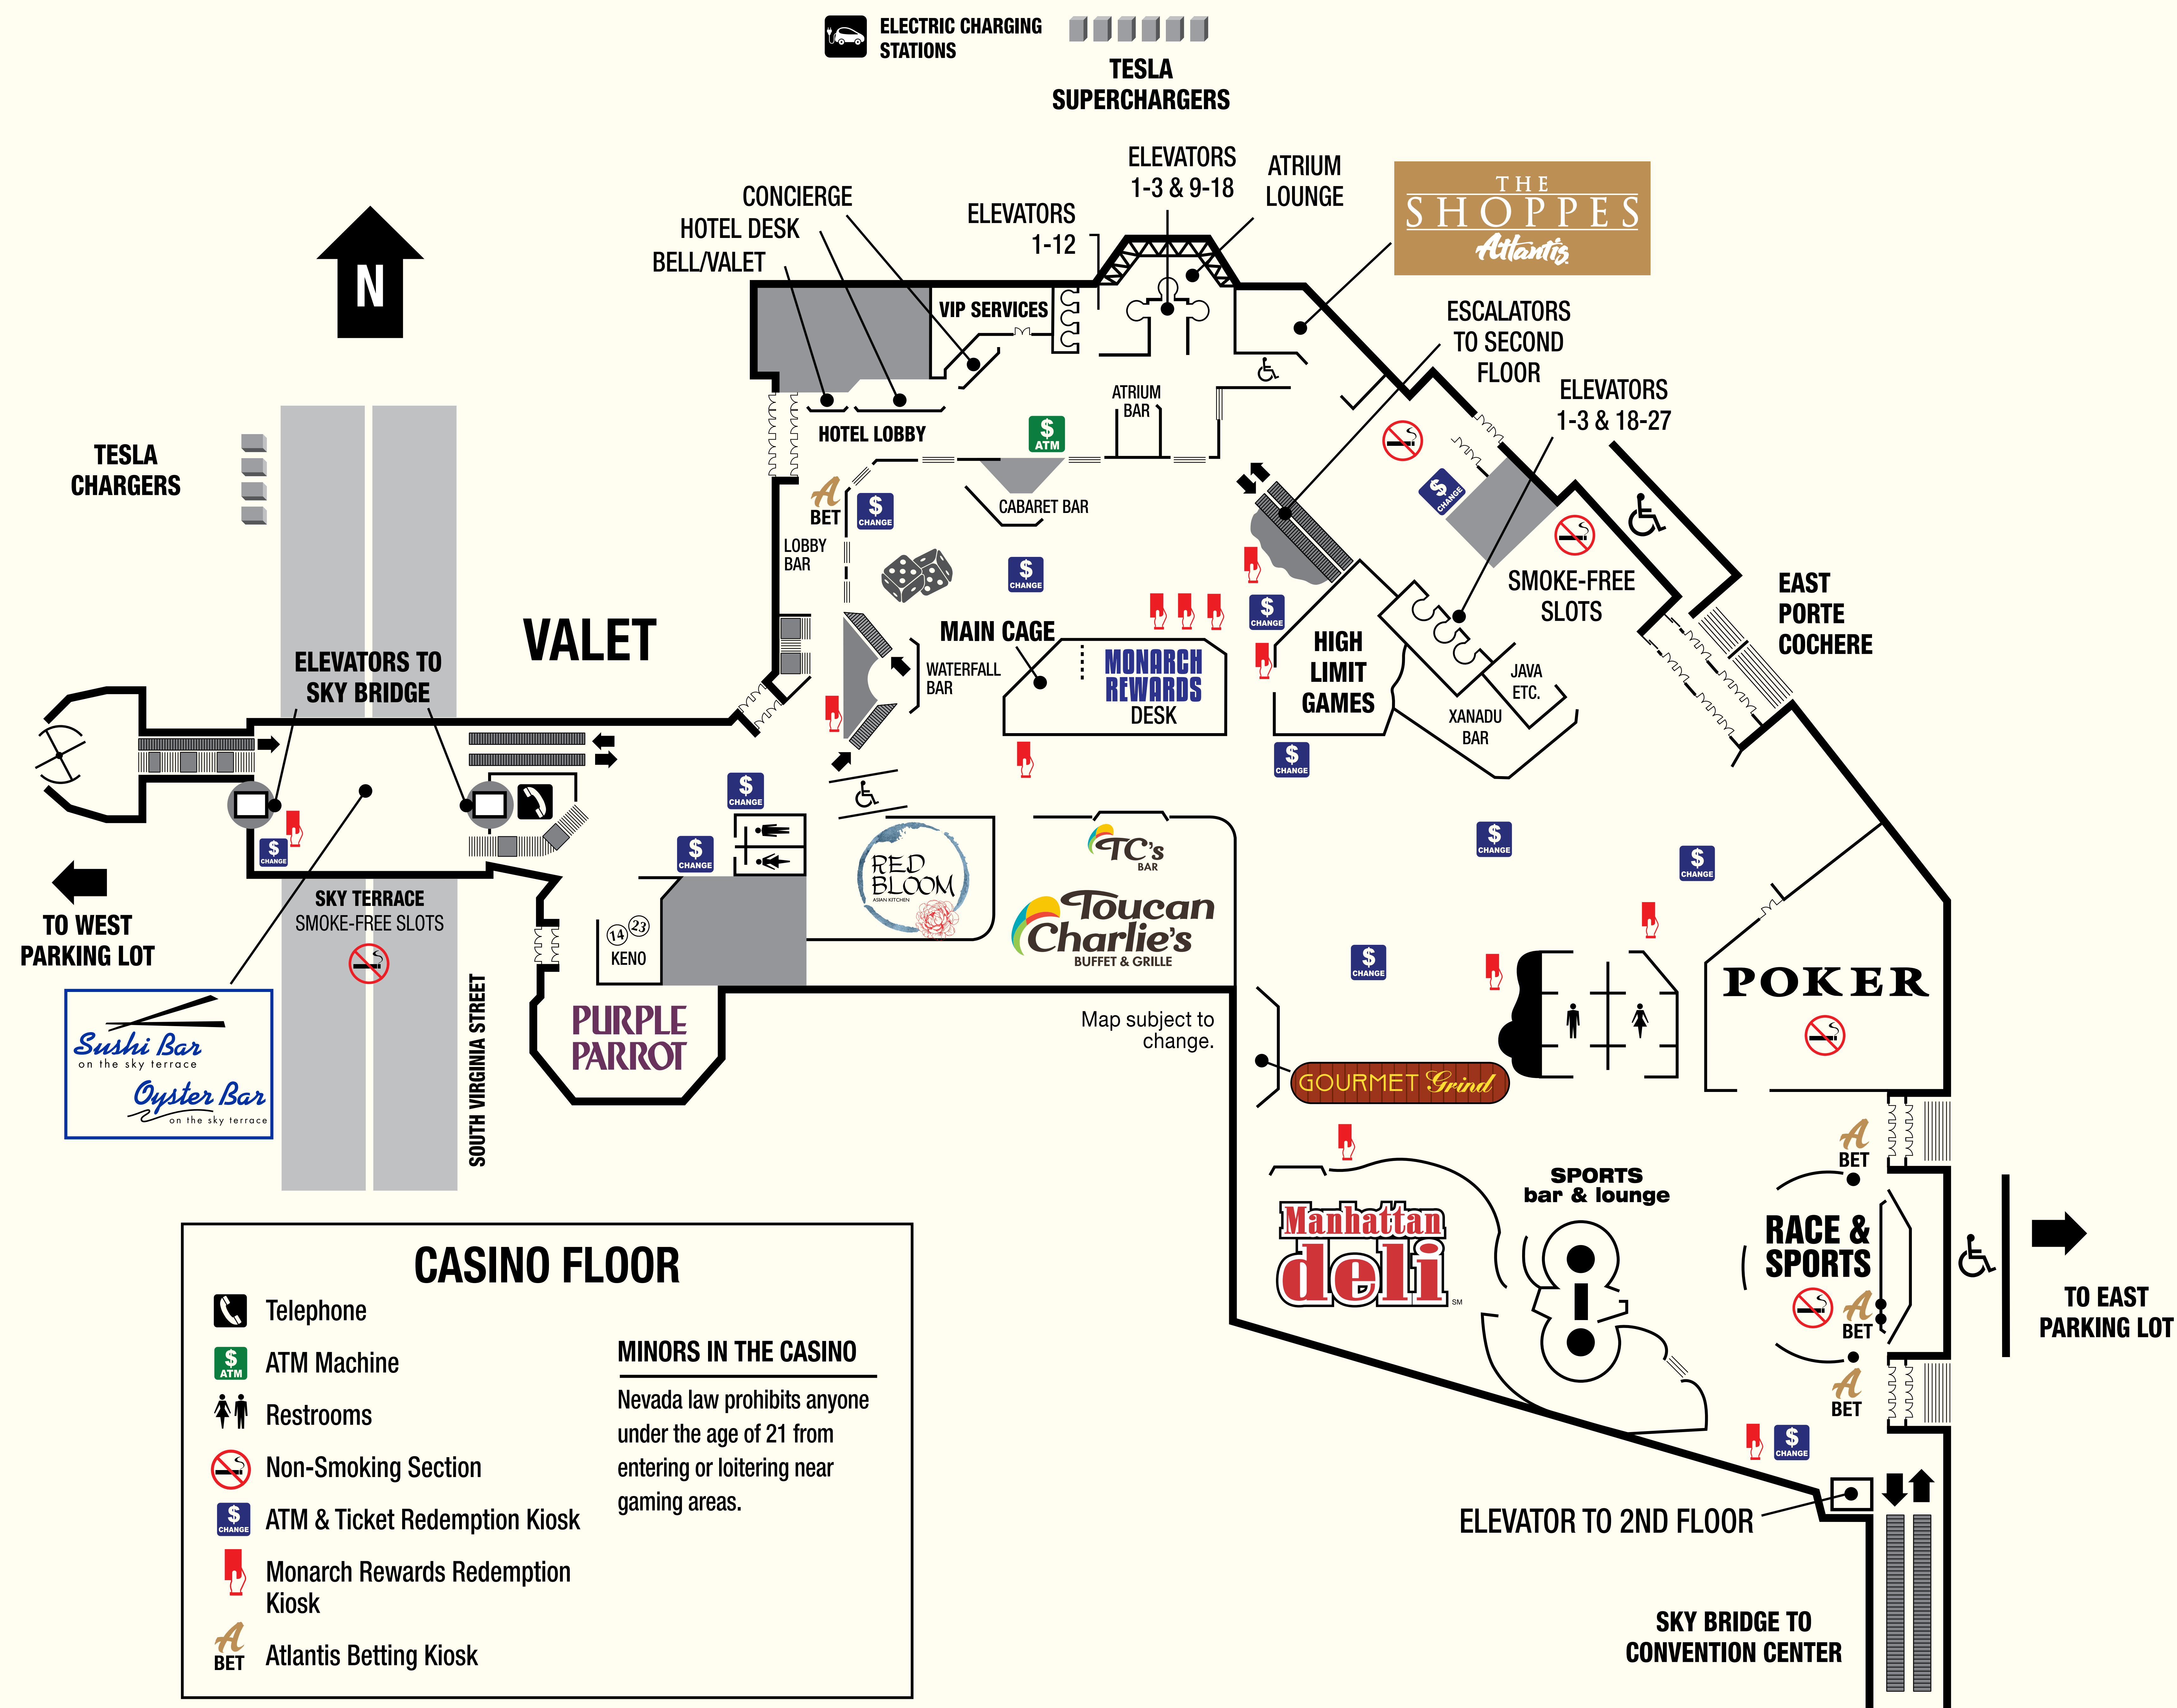 ELECTRIC CHARGING
STATIONS
TESLA
SUPERCHARGERS
ELEVATORS
1-3 & 9-18
ATRIUM
LOUNGE
THE
SHOPPES
Atlantis
CONCIERGE
HOTEL DESK
BELL/VALET
ELEVATORS
1-12
N
VIP SERVICES
ESCALATORS
TO SECOND
FLOOR
ELEVATORS
1-3 & 18-27
ATRIUM
BAR
HOTEL LOBBY
$
ATM
TESLA
CHARGERS
A
BET
$
CHANGE
CABARET BAR
$
CHANGE
LOBBY
BAR
$
CHANGE
SMOKE-FREE
SLOTS
EAST
PORTE
COCHERE
VALET
MAIN CAGE
$
CHANGE
HIGH
LIMIT
GAMES
WATERFALL
BAR
MONARCH
REWARDS
DESK
JAVA
ETC.
XANADU
BAR
ELEVATORS TO
SKY BRIDGE
$
CHANGE
$
CHANGE
$
CHANGE
$
CHANGE
$
CHANGE
$
CHANGE
RED
BLOOM
ASIAN KITCHEN
TC's
BAR
Toucan
Charlie's
BUFFET & GRILLE
TO WEST
PARKING LOT
SKY TERRACE
SMOKE-FREE SLOTS
14
23
KENO
$
CHANGE
POKER
Sushi Bar
on the sky terrace
Oyster Bar
on the sky terrace
SOUTH VIRGINIA STREET
PURPLE
PARROT
Map subject to
change.
GOURMET Grind
A
BET
SPORTS
bar & lounge
Manhattan
deli
SM
RACE &
SPORTS
A
BET
TO EAST
PARKING LOT
A
BET
$
CHANGE
ELEVATOR TO 2ND FLOOR
SKY BRIDGE TO
CONVENTION CENTER
CASINO FLOOR
Telephone
$
ATM
ATM Machine
Restrooms
Non-Smoking Section
$
CHANGE
ATM & Ticket Redemption Kiosk
Monarch Rewards Redemption
Kiosk
A
BET
Atlantis Betting Kiosk
MINORS IN THE CASINO
Nevada law prohibits anyone
under the age of 21 from
entering or loitering near
gaming areas.